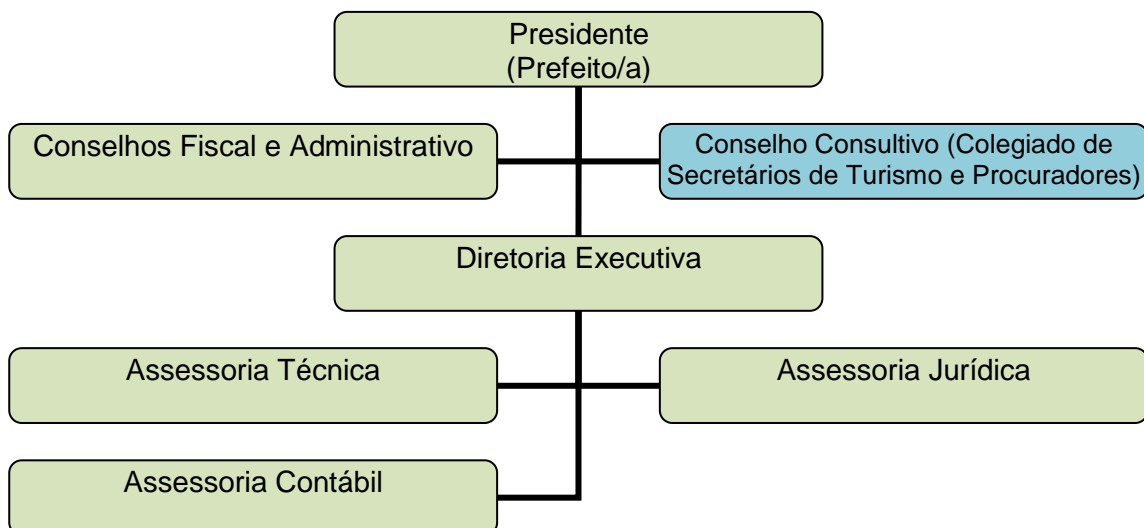 Presidente
(Prefeito/a)
Conselhos Fiscal e Administrativo
Conselho Consultivo (Colegiado de
Secretários de Turismo e Procuradores)
Diretoria Executiva
Assessoria Técnica
Assessoria Jurídica
Assessoria Contábil